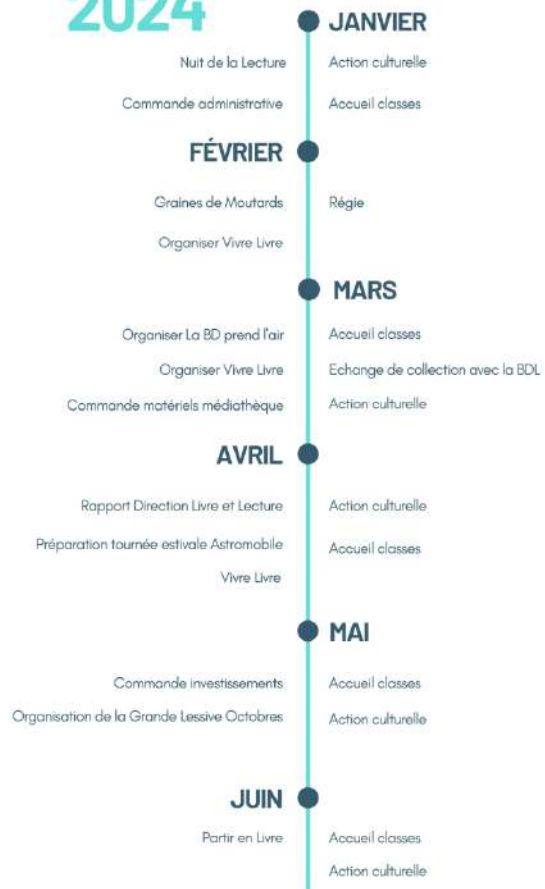 2024
JANVIER
Nuit de la Lecture
Action culturelle
Commande administrative
Accueil classes
FÉVRIER
Graines de Moutards
Régie
Organiser Vivre Livre
MARS
Organiser La BD prend l'air
Accueil classes
Organiser Vivre Livre
Echange de collection avec la BDL
Commande matériels médiathèque
Action culturelle
AVRIL
Rapport Direction Livre et Lecture
Action culturelle
Préparation tournée estivale Astromobile
Accueil classes
Vivre Livre
MAI
Commande investissements
Accueil classes
Organisation de la Grande Lessive Octobres
Action culturelle
JUIN
Partir en Livre
Accueil classes
Action culturelle